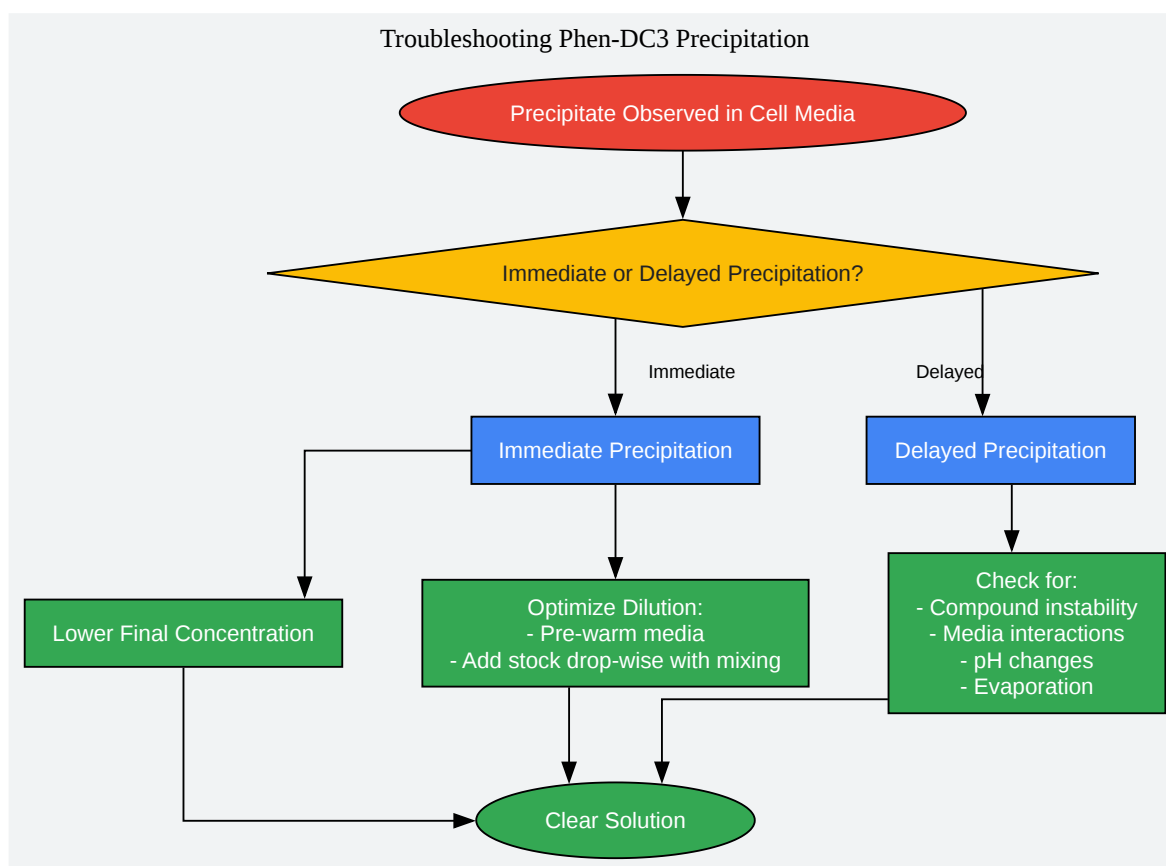 Troubleshooting Phen-DC3 Precipitation
Precipitate Observed in Cell Media
Immediate or Delayed Precipitation?
Immediate
Delayed
Immediate Precipitation
Delayed Precipitation
Lower Final Concentration
Optimize Dilution:
- Pre-warm media
- Add stock drop-wise with mixing
Check for:
- Compound instability
- Media interactions
- pH changes
- Evaporation
Clear Solution